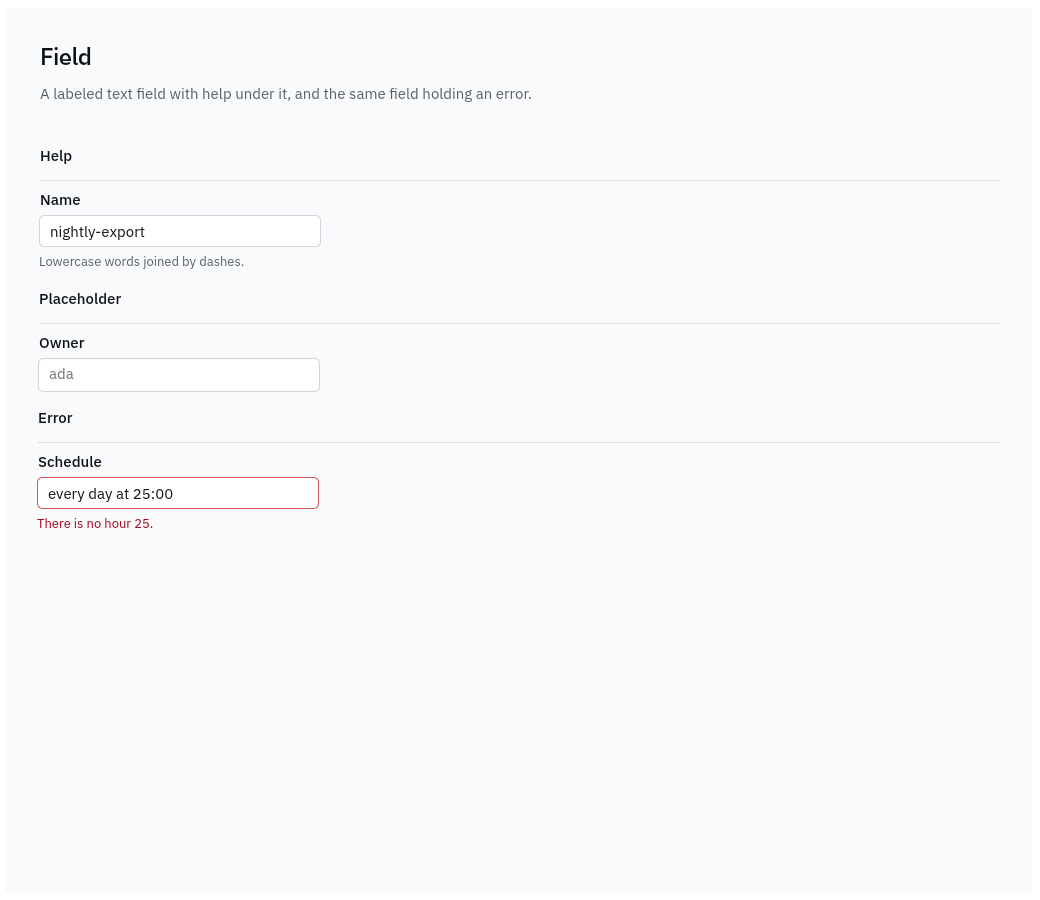 Field
A labeled text field with help under it, and the same field holding an error.
Help
Name
nightly-export
Lowercase words joined by dashes.
Placeholder
Owner
ada
Error
Schedule
every day at 25:00
There is no hour 25.